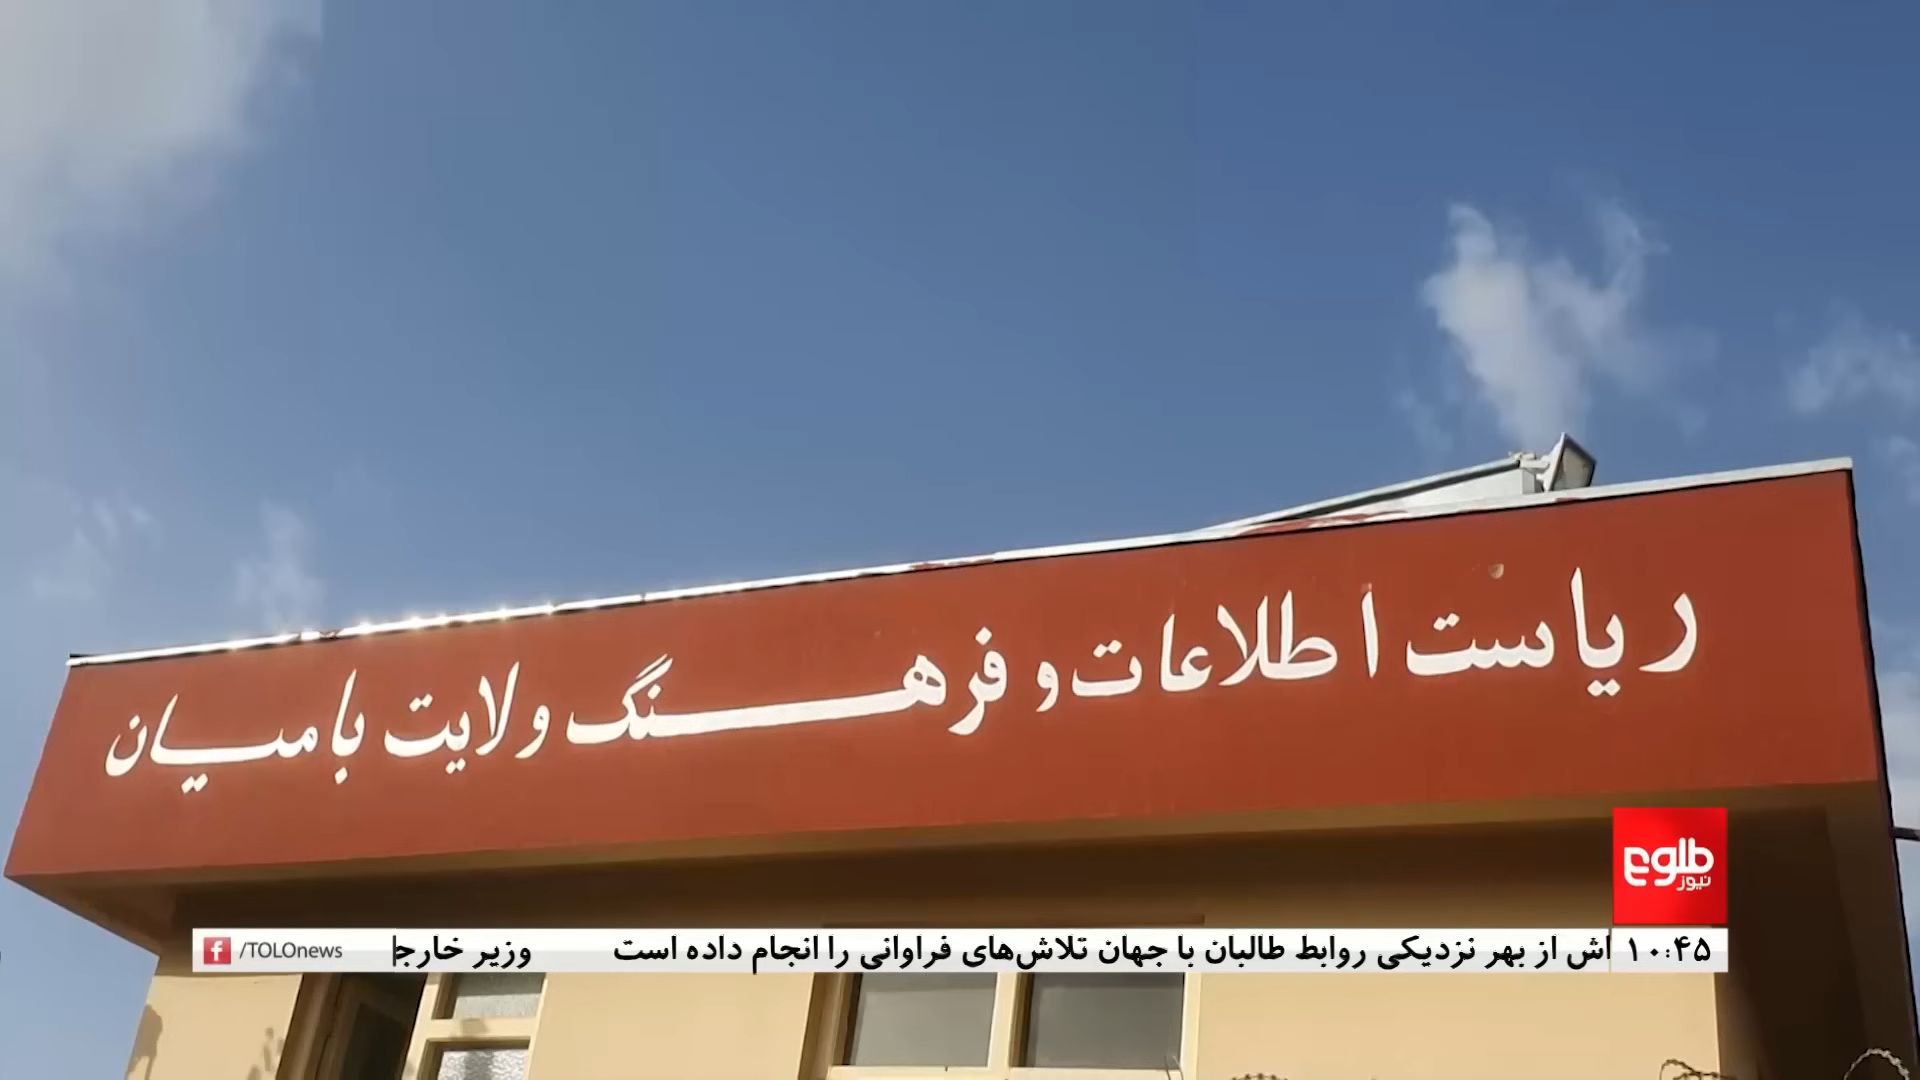 ریاست اطلاعات و فرهنگ ولایت بامیان
طلوع
نیوز
۱۰:۴۵
اش از بهر نزدیکی روابط طالبان با جهان تلاش‌های فراوانی را انجام داده است وزیر خارج
/TOLOnews